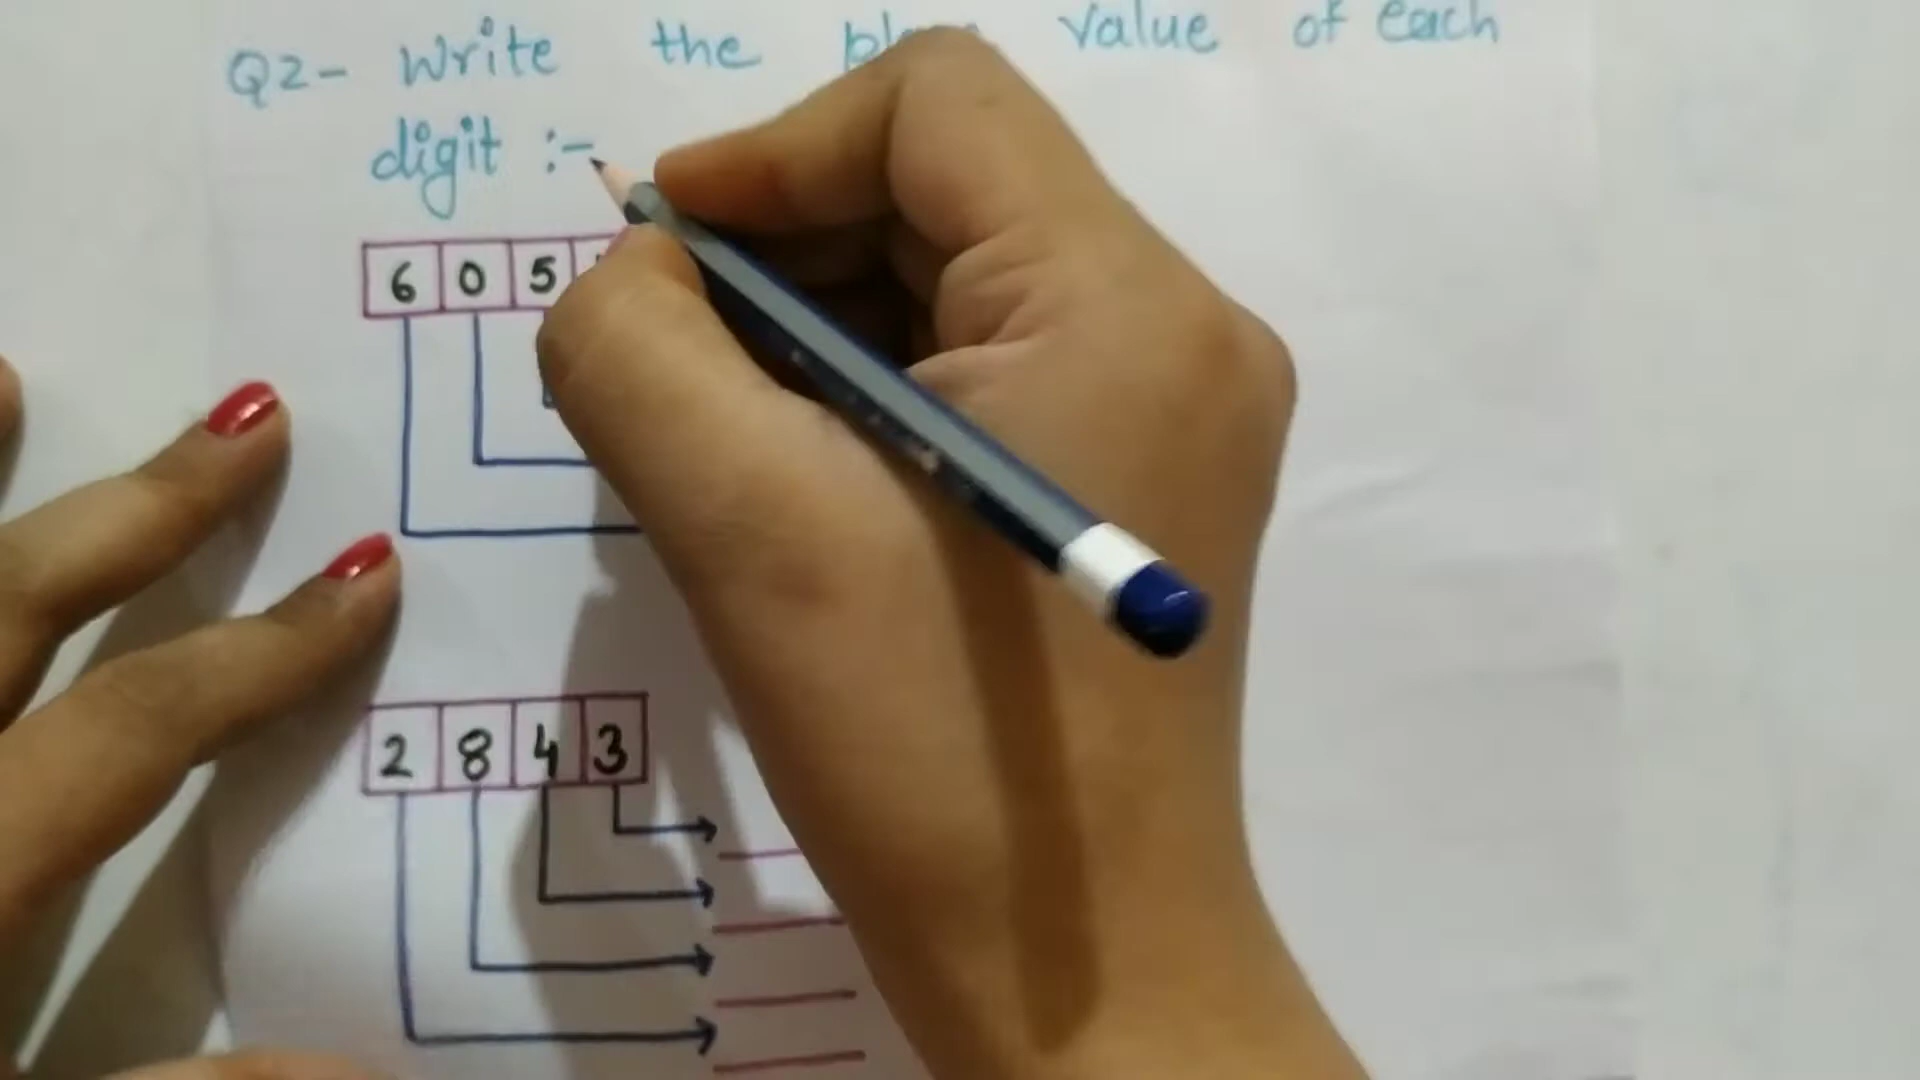 Q2- Write the value of each
digit :-
6 0 5
2 8 4 3